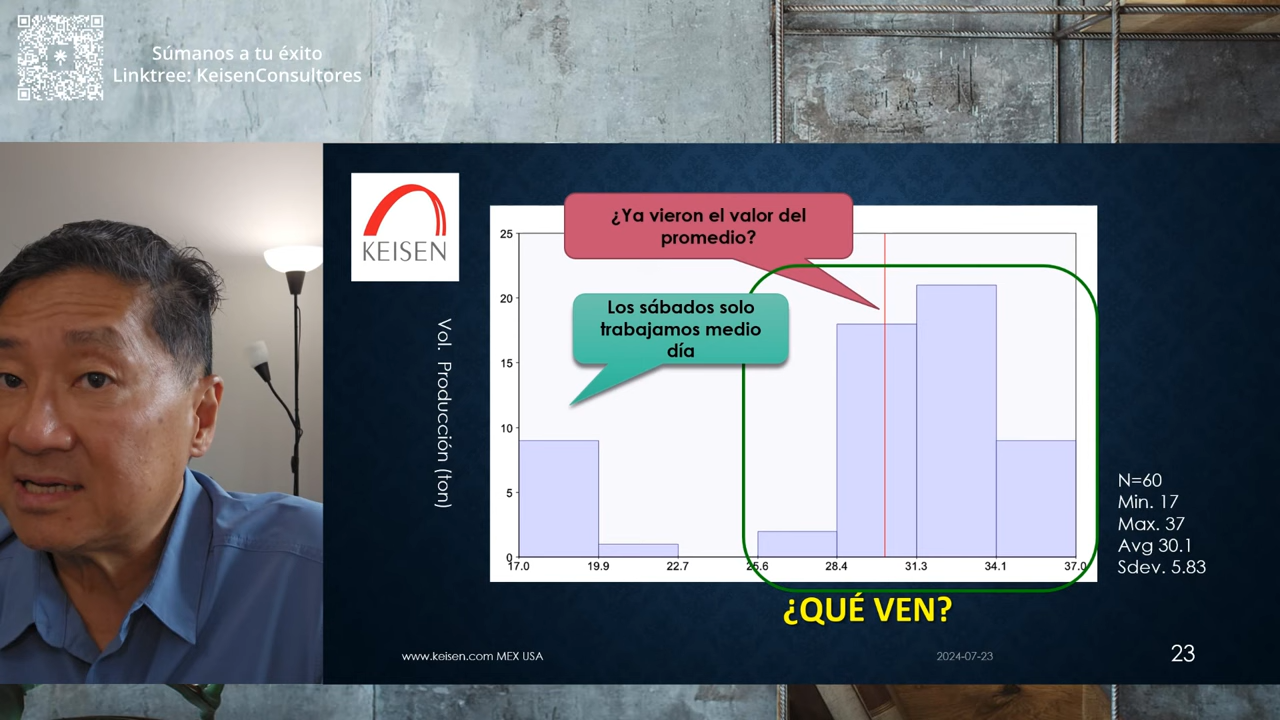 Súmanos a tu éxito
Linktree: KeisenConsultores
KEISEN
¿Ya vieron el valor del
promedio?
Los sábados solo
trabajamos medio
día
Vol. Producción (ton)
25
20
15
10
5
0
17.0 19.9 22.7 25.6 28.4 31.3 34.1 37.0
N=60
Min. 17
Max. 37
Avg 30.1
Sdev. 5.83
¿QUÉ VEN?
www.keisen.com MEX USA
2024-07-23
23